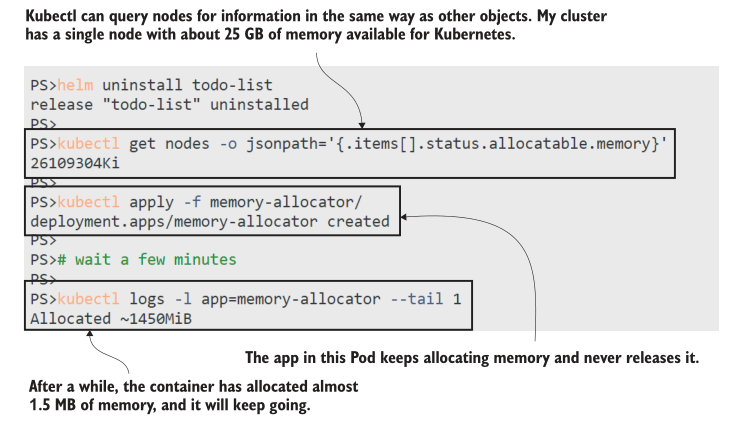 Kubectl can query nodes for information in the same way as other objects. My cluster
has a single node with about 25 GB of memory available for Kubernetes.
PS>helm uninstall todo-list
release "todo-list" uninstalled
PS>
PS>kubectl get nodes -o jsonpath='{.items[].status.allocatable.memory}'
26109304Ki
PS>
PS>kubectl apply -f memory-allocator/
deployment.apps/memory-allocator created
PS>
PS># wait a few minutes
PS>
PS>kubectl logs -l app=memory-allocator --tail 1
Allocated ~1450MiB
The app in this Pod keeps allocating memory and never releases it.
After a while, the container has allocated almost
1.5 MB of memory, and it will keep going.